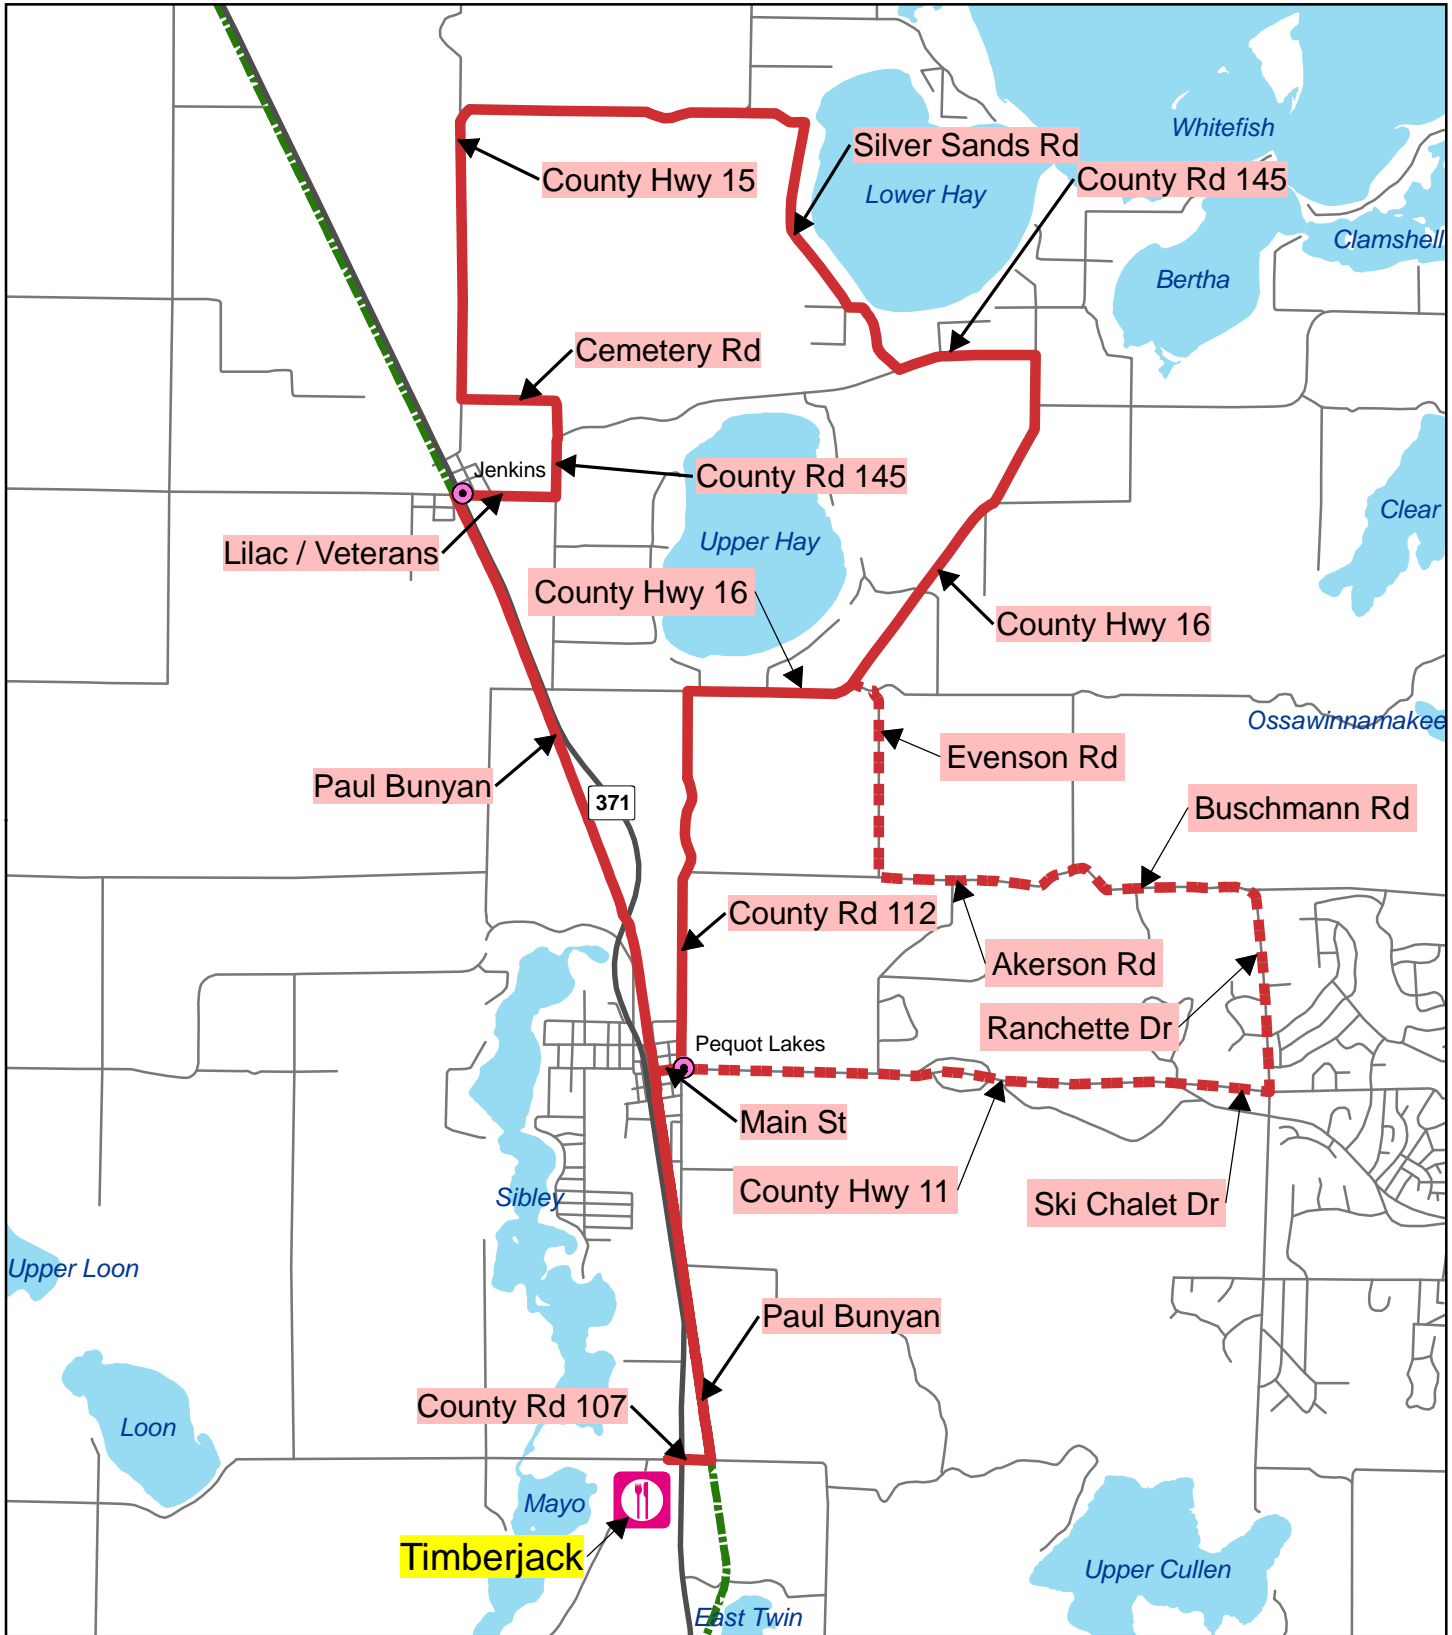 Whitefish
Silver Sands Rd
County Hwy 15
County Rd 145
Lower Hay
Clamshell
Bertha
Cemetery Rd
Jenkins
County Rd 145
Clear
Upper Hay
Lilac / Veterans
County Hwy 16
County Hwy 16
Ossawinnamakee
Evenson Rd
Paul Bunyan
371
Buschmann Rd
County Rd 112
Akerson Rd
Ranchette Dr
Pequot Lakes
Main St
County Hwy 11
Sibley
Ski Chalet Dr
Upper Loon
Paul Bunyan
County Rd 107
Loon
Mayo
Timberjack
Upper Cullen
East Twin